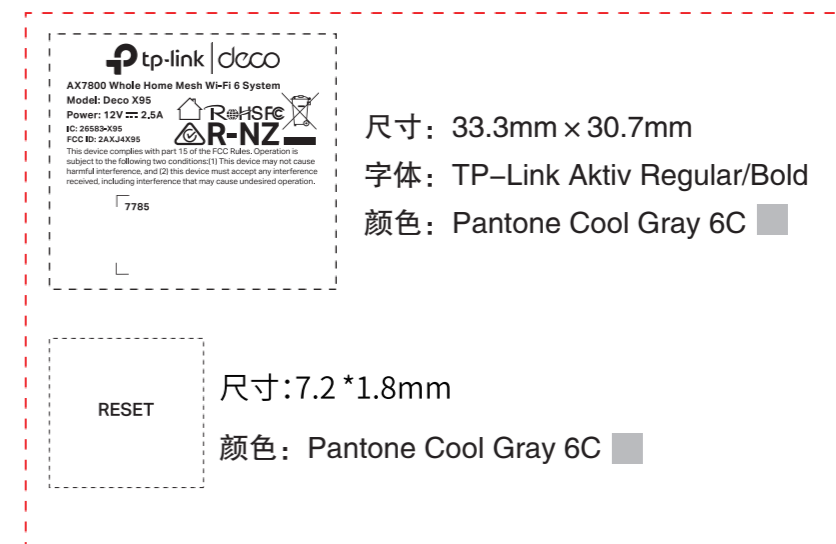 tp-link | deco
AX7800 Whole Home Mesh Wi-Fi 6 System
Model: Deco X95
Power: 12V ⎓ 2.5A
IC: 26583-X95
FCC ID: 2AXJ4X95
RoHS FC
R-NZ
This device complies with part 15 of the FCC Rules. Operation is
subject to the following two conditions:(1) This device may not cause
harmful interference, and (2) this device must accept any interference
received, including interference that may cause undesired operation.
7785
尺寸：33.3mm×30.7mm
字体：TP-Link Aktiv Regular/Bold
颜色：Pantone Cool Gray 6C
RESET
尺寸:7.2 *1.8mm
颜色：Pantone Cool Gray 6C